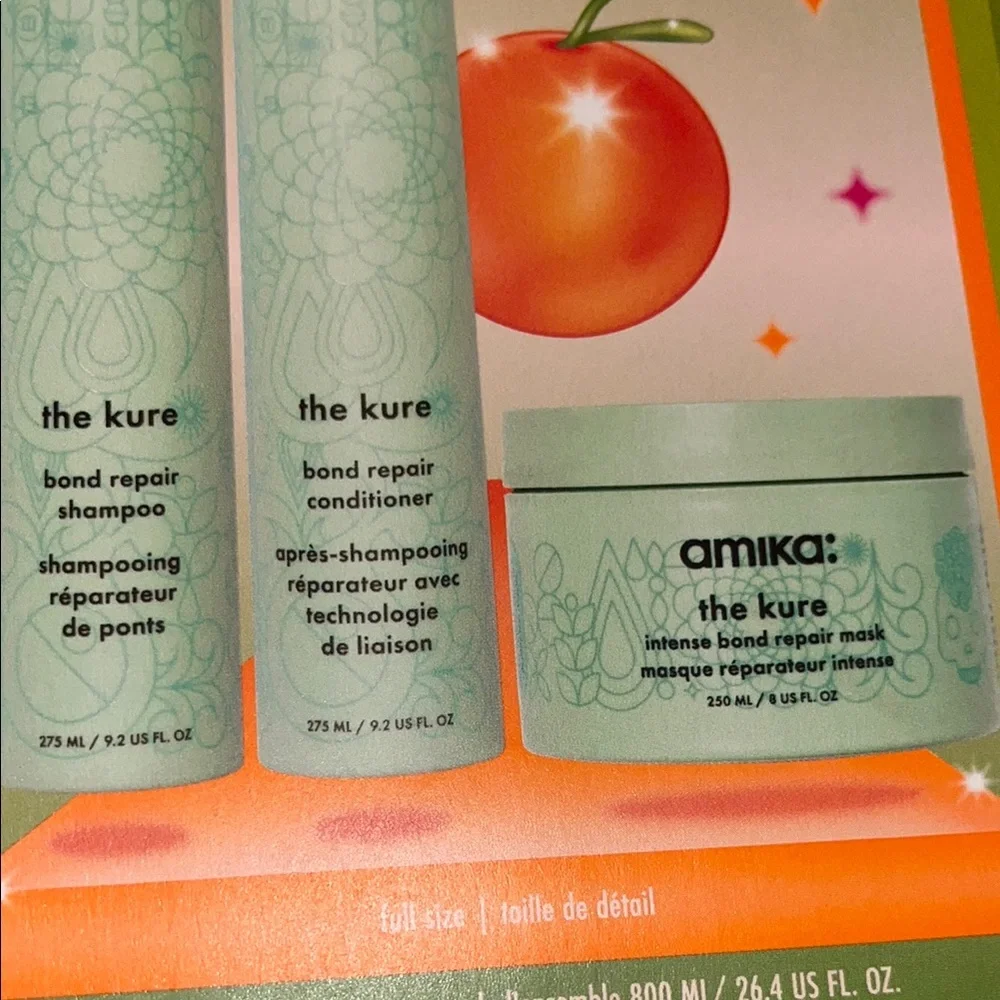 the kure
bond repair
shampoo
shampooing
réparateur
de ponts
275 ML / 9.2 US FL. OZ
the kure
bond repair
conditioner
après-shampooing
réparateur avec
technologie
de liaison
275 ML / 9.2 US FL. OZ
amika:
the kure
intense bond repair mask
masque réparateur intense
250 ML / 8 US FL. OZ
full size | taille de détail
800 ML / 26.4 US FL. OZ.